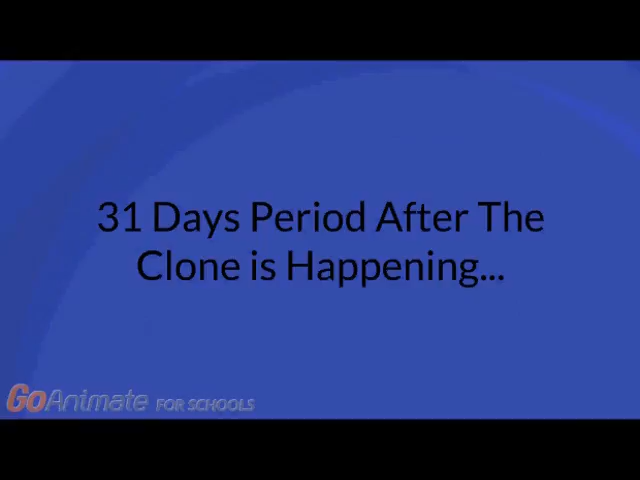 31 Days Period After The
Clone is Happening...
GoAnimate FOR SCHOOLS